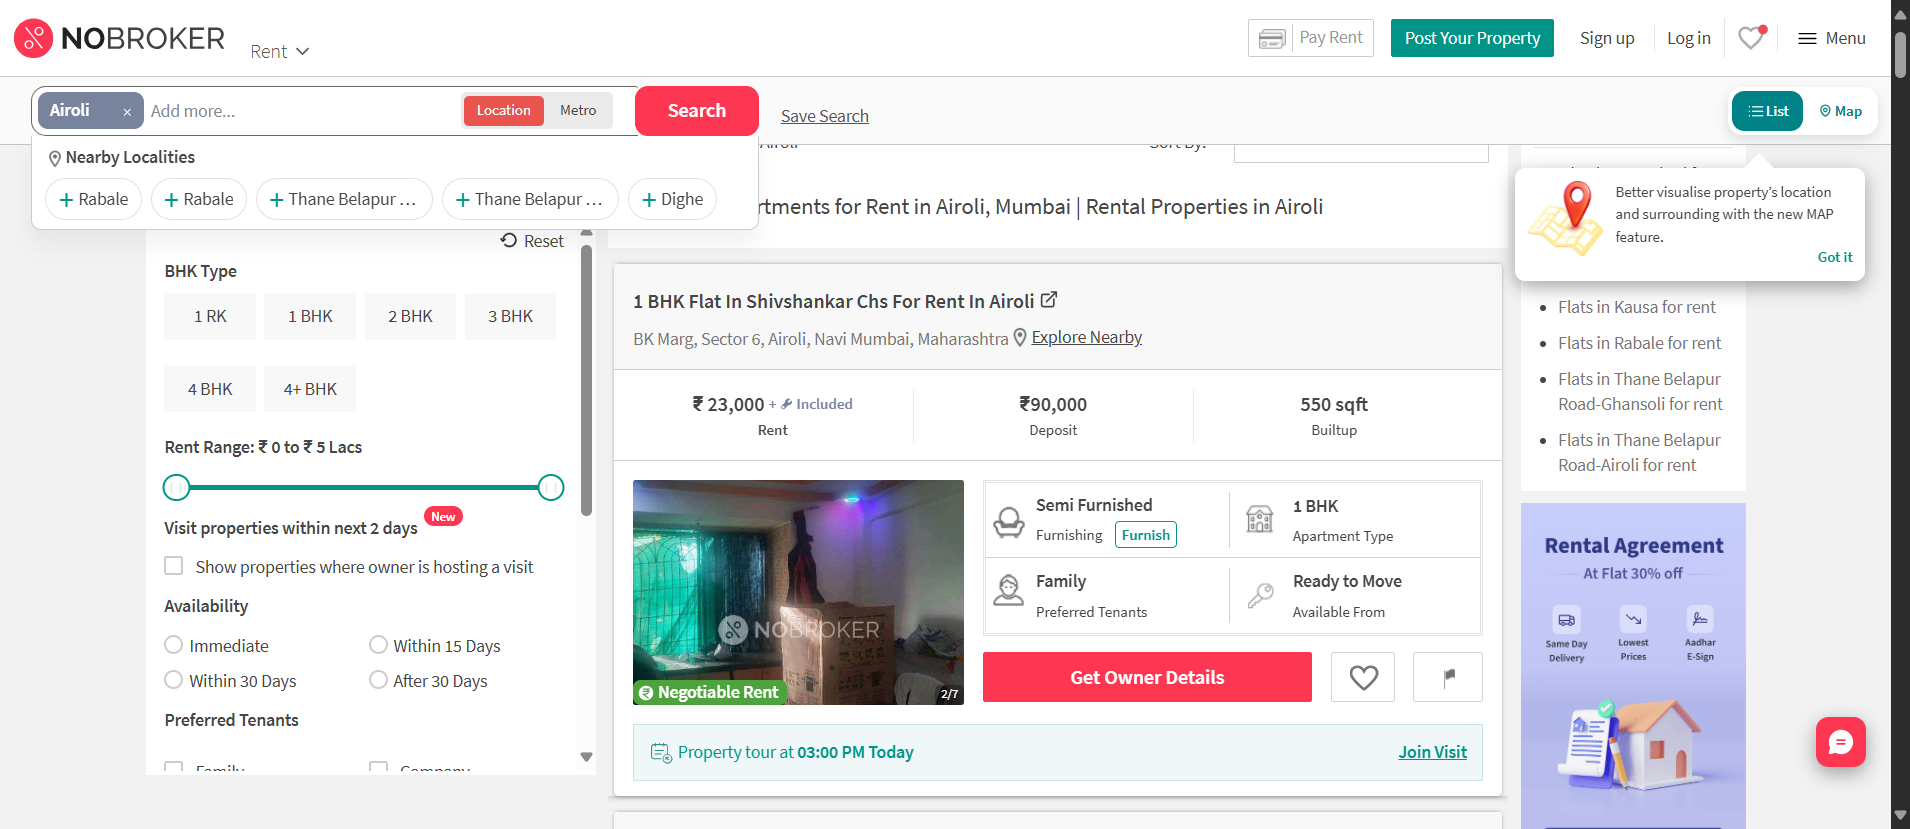 NOBROKER
Rent
Pay Rent
Post Your Property
Sign up
Log in
Menu
Airoli ×
Add more...
Location
Metro
Search
Save Search
List
Map
Nearby Localities
+ Rabale
+ Rabale
+ Thane Belapur ...
+ Thane Belapur ...
+ Dighe
Reset
BHK Type
1 RK
1 BHK
2 BHK
3 BHK
4 BHK
4+ BHK
Rent Range: ₹ 0 to ₹ 5 Lacs
Visit properties within next 2 days
New
Show properties where owner is hosting a visit
Availability
Immediate
Within 15 Days
Within 30 Days
After 30 Days
Preferred Tenants
Family
Company
Airoli
Sort By:
rtments for Rent in Airoli, Mumbai | Rental Properties in Airoli
1 BHK Flat In Shivshankar Chs For Rent In Airoli
BK Marg, Sector 6, Airoli, Navi Mumbai, Maharashtra
Explore Nearby
₹ 23,000 + Included
Rent
₹90,000
Deposit
550 sqft
Builtup
NOBROKER
Negotiable Rent
2/7
Semi Furnished
Furnishing
Furnish
1 BHK
Apartment Type
Family
Preferred Tenants
Ready to Move
Available From
Get Owner Details
Property tour at 03:00 PM Today
Join Visit
Better visualise property's location
and surrounding with the new MAP
feature.
Got it
Flats in Kausa for rent
Flats in Rabale for rent
Flats in Thane Belapur
Road-Ghansoli for rent
Flats in Thane Belapur
Road-Airoli for rent
Rental Agreement
At Flat 30% off
Same Day
Delivery
Lowest
Prices
Aadhar
E-Sign